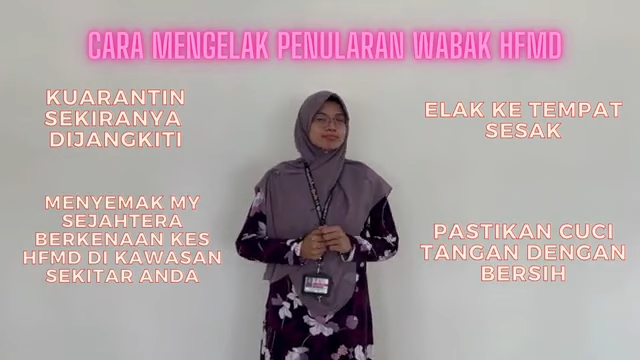 CARA MENGELAK PENULARAN WABAK HFMD
KUARANTIN
SEKIRANYA
DIJANGKITI
MENYEMAK MY
SEJAHTERA
BERKENAAN KES
HFMD DI KAWASAN
SEKITAR ANDA
ELAK KE TEMPAT
SESAK
PASTIKAN CUCI
TANGAN DENGAN
BERSIH